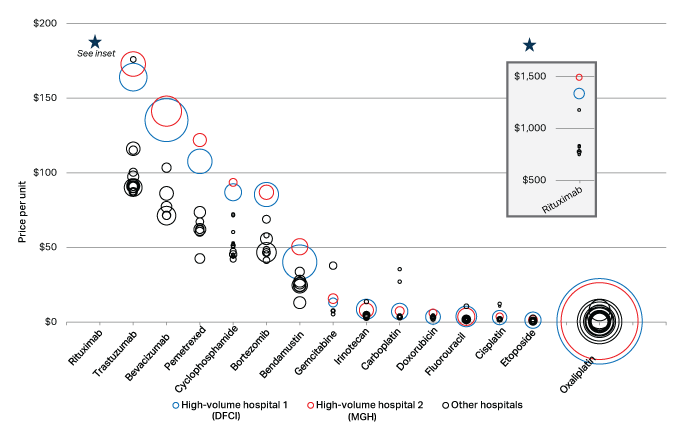 $200
See inset
$1,500
$150
$1,000
$100
$500
Rituximab
Price per unit
$50
$0
Rituximab
Trastuzumab
Bevacizumab
Pemetrexed
Cyclophosphamide
Bortezomib
Bendamustin
Gemcitabine
Irinotecan
Carboplatin
Doxorubicin
Fluorouracil
Cisplatin
Etoposide
Oxaliplatin
High-volume hospital 1
(DFCI)
High-volume hospital 2
(MGH)
Other hospitals